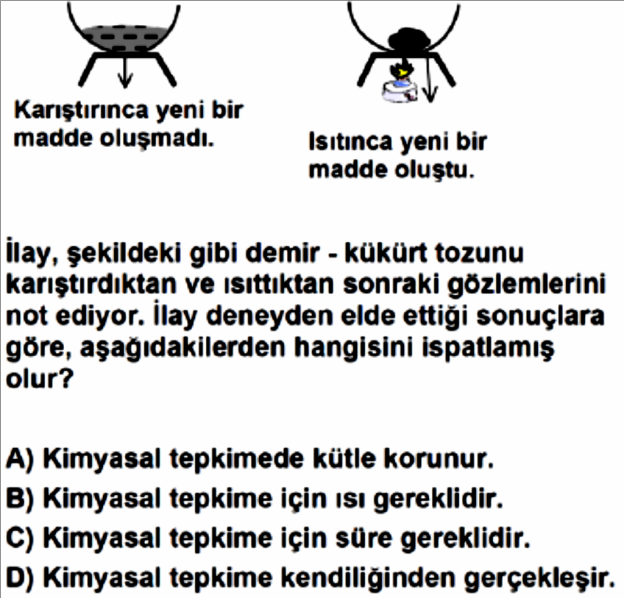 Karıştırınca yeni bir
madde oluşmadı.
Isıtınca yeni bir
madde oluştu.
İlay, şekildeki gibi demir - kükürt tozunu
karıştırdıktan ve ısıttıktan sonraki gözlemlerini
not ediyor. İlay deneyden elde ettiği sonuçlara
göre, aşağıdakilerden hangisini ispatlamış
olur?
A) Kimyasal tepkimede kütle korunur.
B) Kimyasal tepkime için ısı gereklidir.
C) Kimyasal tepkime için süre gereklidir.
D) Kimyasal tepkime kendiliğinden gerçekleşir.